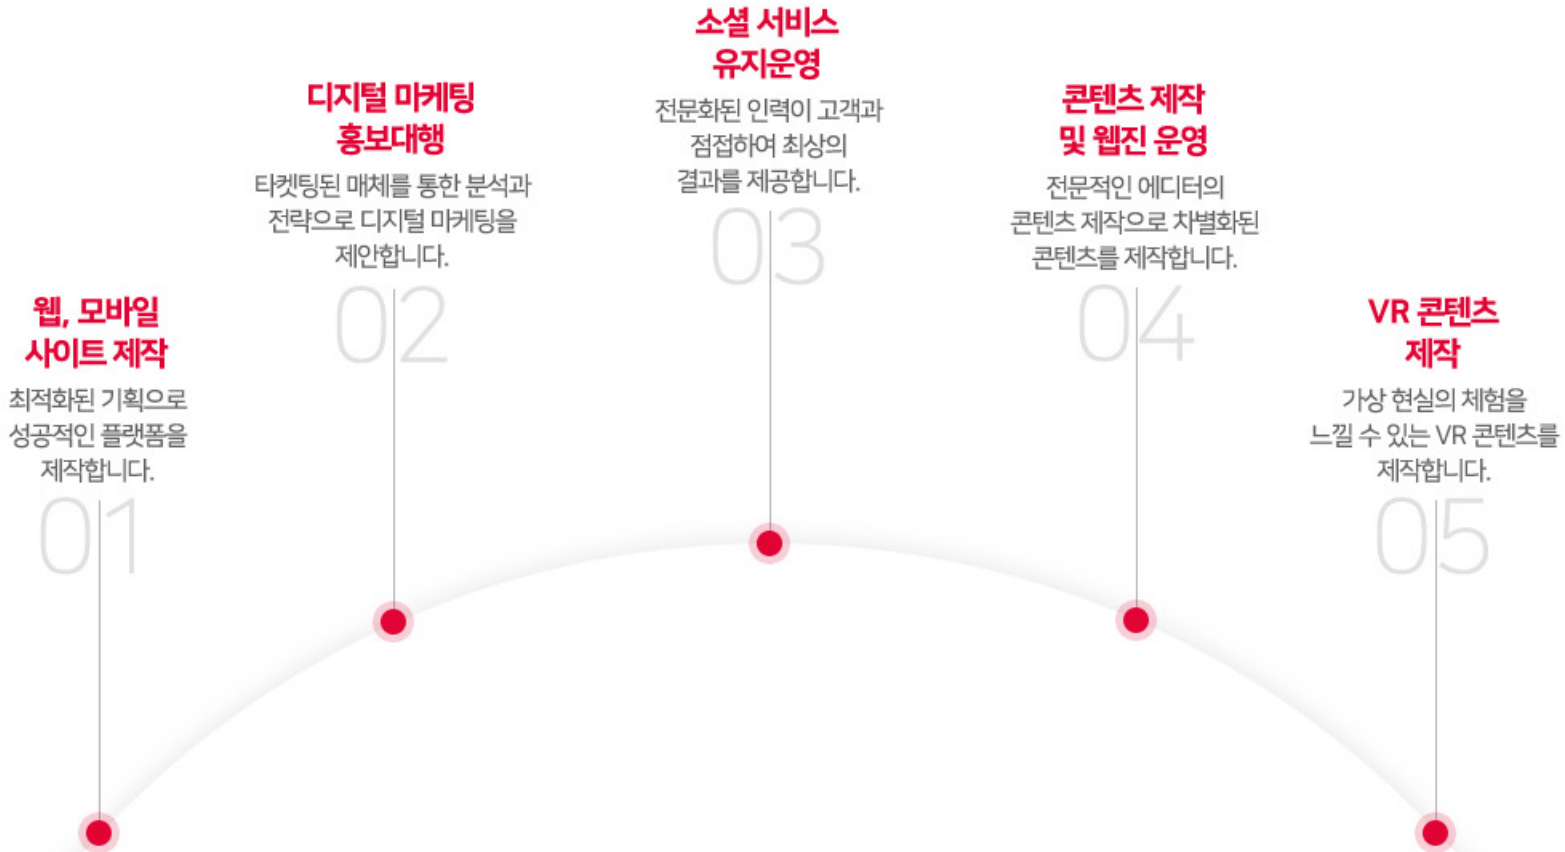 웹, 모바일
사이트 제작
최적화된 기획으로
성공적인 플랫폼을
제작합니다.
01
디지털 마케팅
홍보대행
타켓팅된 매체를 통한 분석과
전략으로 디지털 마케팅을
제안합니다.
02
소셜 서비스
유지운영
전문화된 인력이 고객과
점접하여 최상의
결과를 제공합니다.
03
콘텐츠 제작
및 웹진 운영
전문적인 에디터의
콘텐츠 제작으로 차별화된
콘텐츠를 제작합니다.
04
VR 콘텐츠
제작
가상 현실의 체험을
느낄 수 있는 VR 콘텐츠를
제작합니다.
05